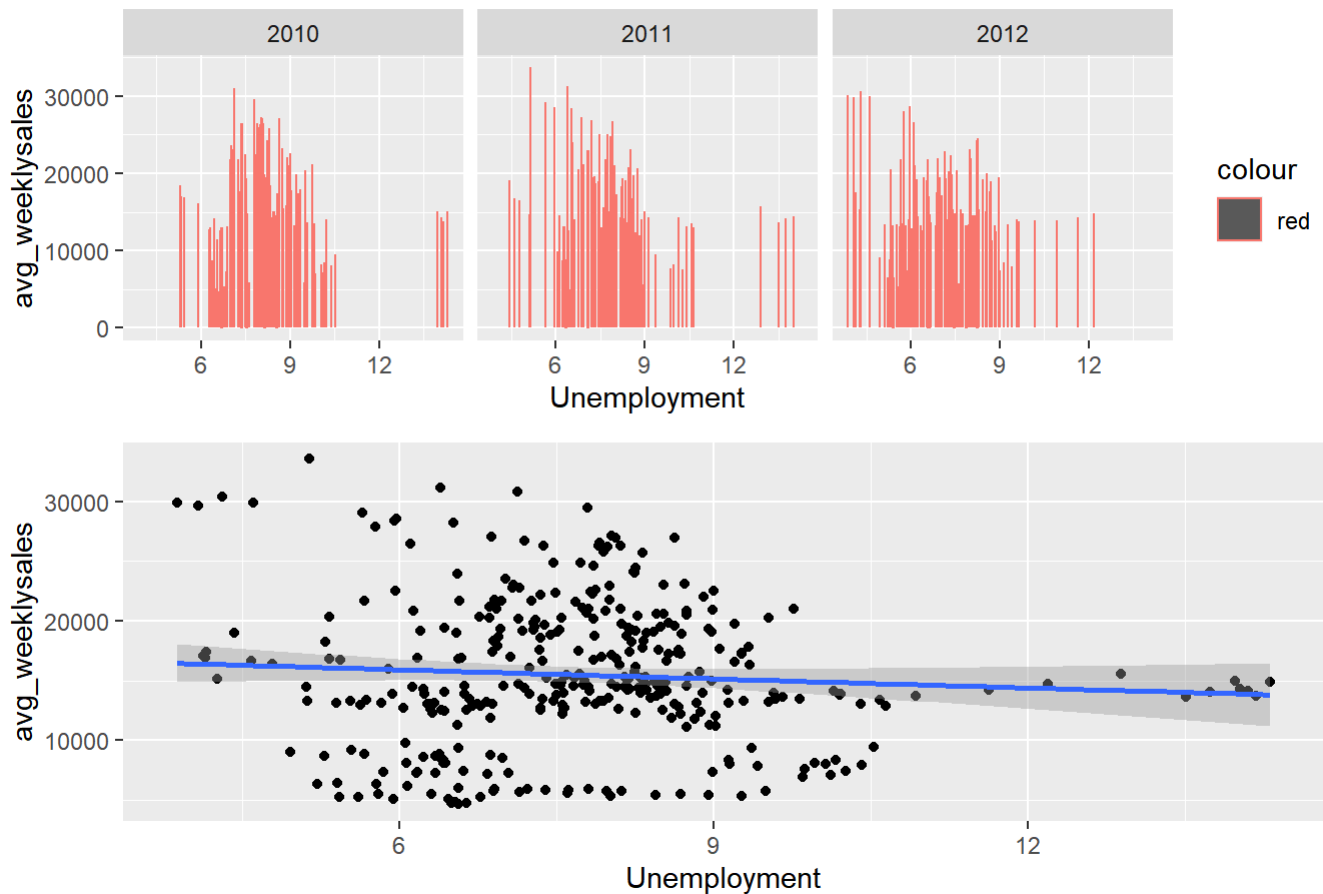 2010 2011 2012
avg_weeklysales
30000
20000
10000
0
6 9 12 6 9 12 6 9 12
Unemployment
colour
red
avg_weeklysales
30000
20000
10000
6 9 12
Unemployment